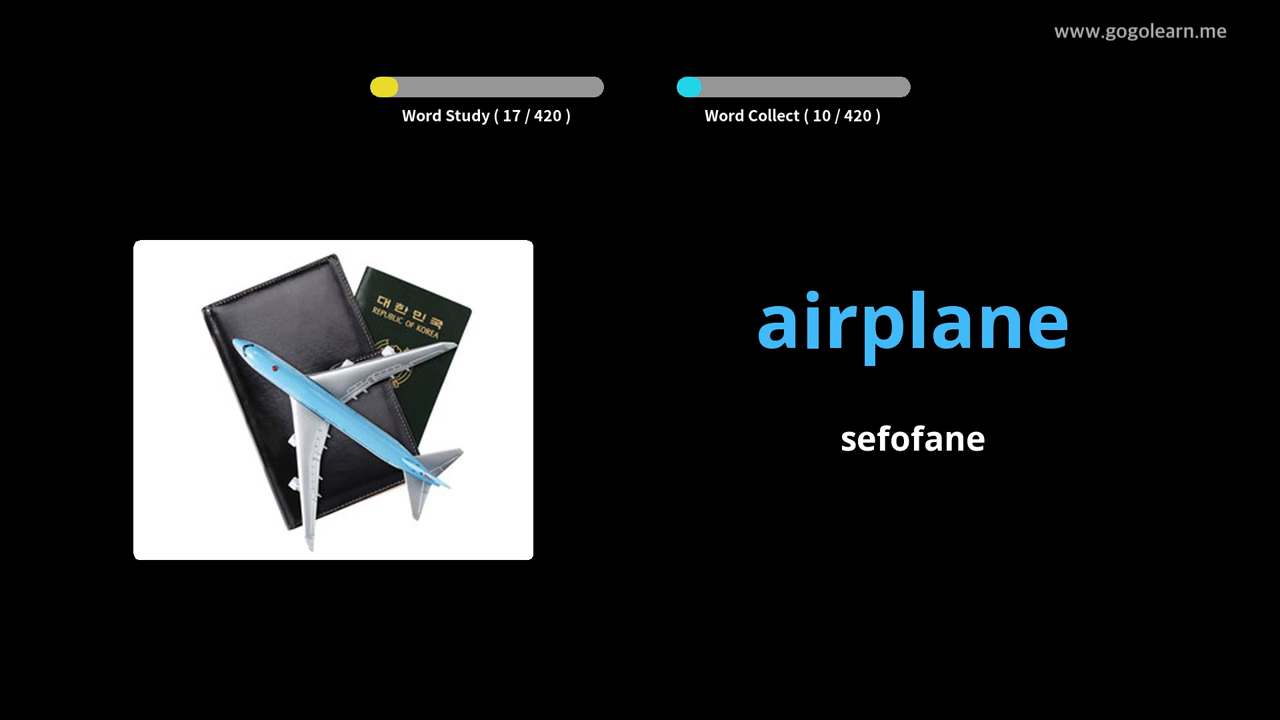 www.gogolearn.me
Word Study ( 17 / 420 )
Word Collect ( 10 / 420 )
대한민국
REPUBLIC OF KOREA
airplane
sefofane